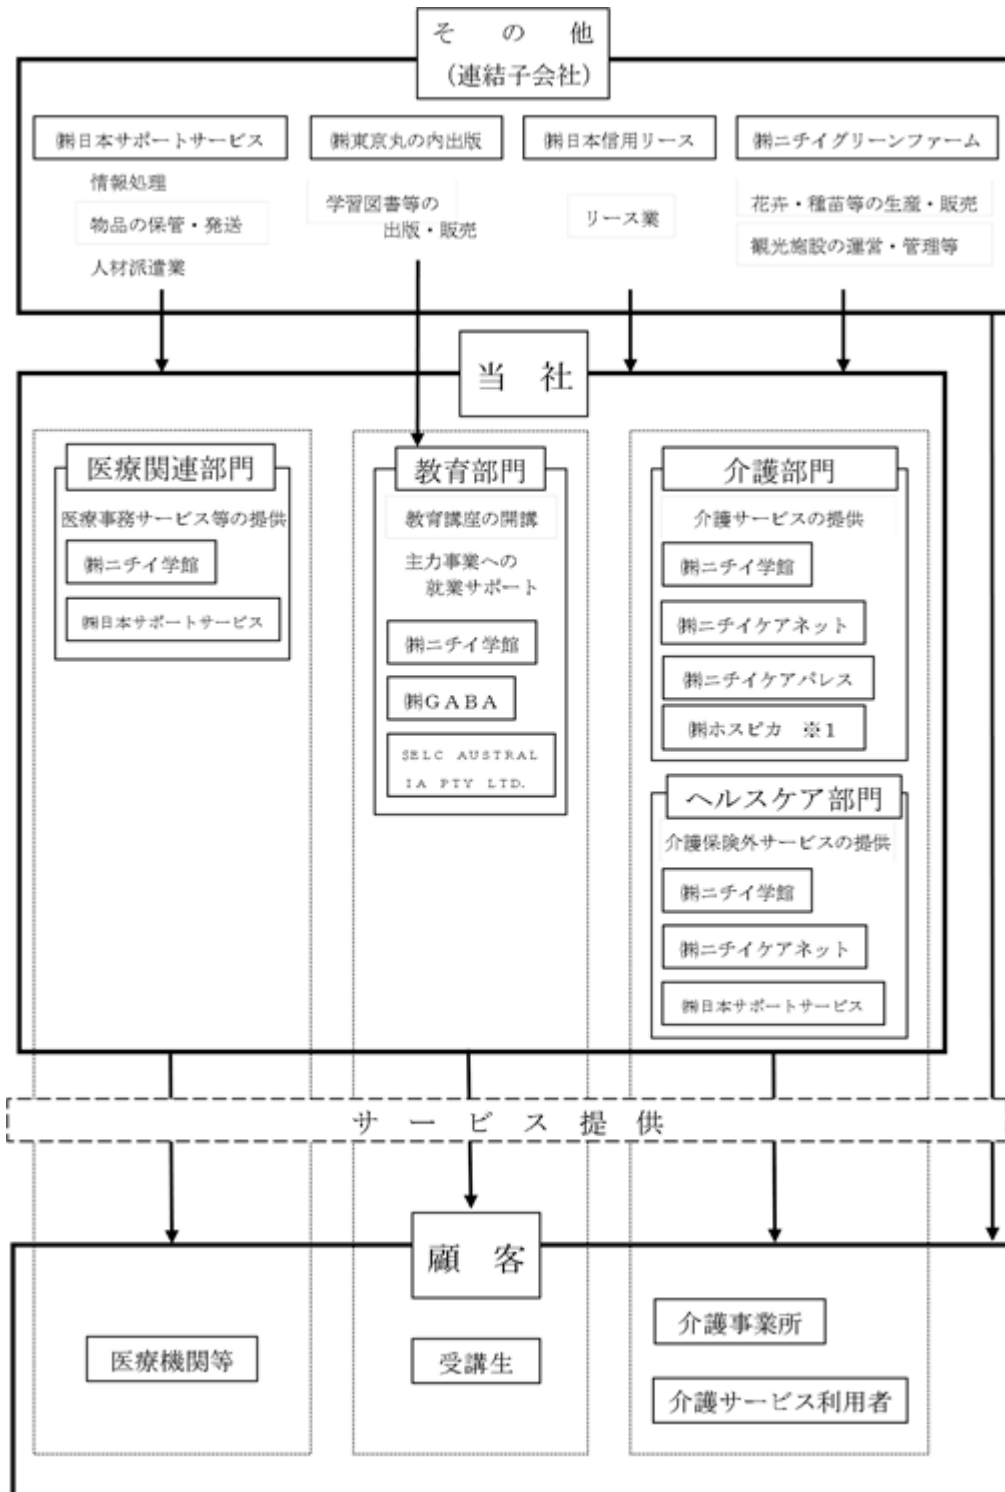 その他
（連結子会社）
㈱日本サポートサービス
情報処理
物品の保管・発送
人材派遣業
㈱東京丸の内出版
学習図書等の
出版・販売
㈱日本信用リース
リース業
㈱ニチイグリーンファーム
花卉・種苗等の生産・販売
観光施設の運営・管理等
当社
医療関連部門
医療事務サービス等の提供
㈱ニチイ学館
㈱日本サポートサービス
教育部門
教育講座の開講
主力事業への
就業サポート
㈱ニチイ学館
㈱GABA
SELC AUSTRAL
IA PTY LTD.
介護部門
介護サービスの提供
㈱ニチイ学館
㈱ニチイケアネット
㈱ニチイケアパレス
㈱ホスピカ ※1
ヘルスケア部門
介護保険外サービスの提供
㈱ニチイ学館
㈱ニチイケアネット
㈱日本サポートサービス
サービス提供
顧客
医療機関等
受講生
介護事業所
介護サービス利用者